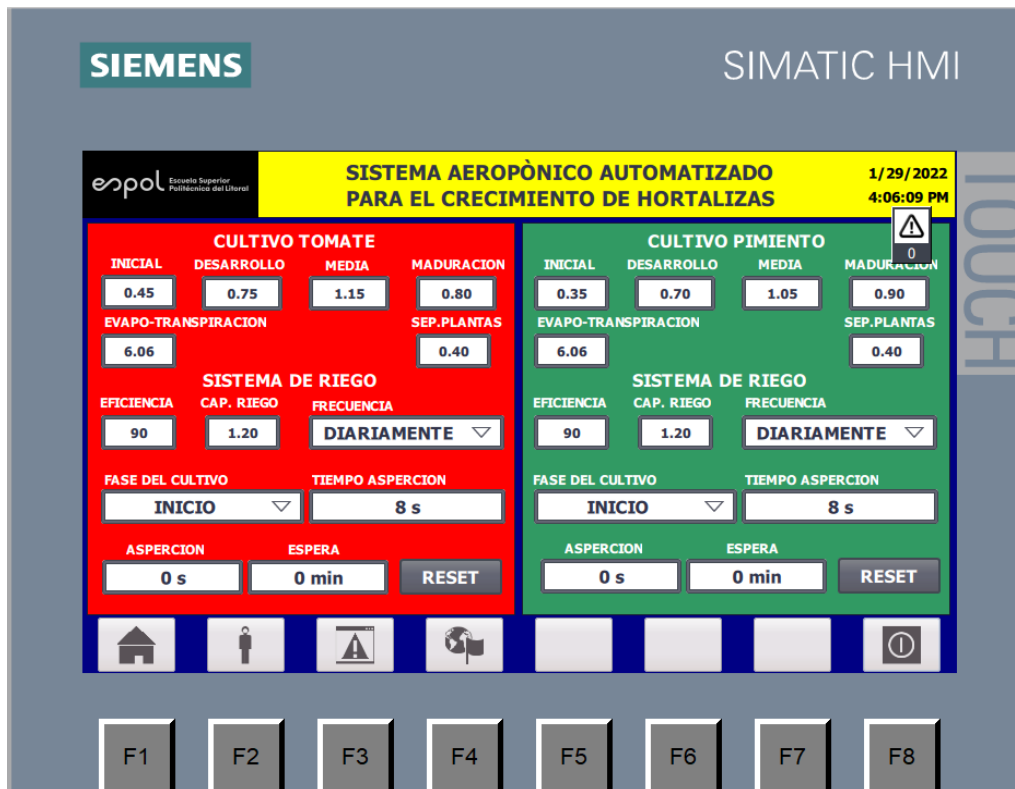 SIEMENS
SIMATIC HMI
TOUCH
espol Escuela Superior
Politécnica del Litoral
SISTEMA AEROPÒNICO AUTOMATIZADO
PARA EL CRECIMIENTO DE HORTALIZAS
1/29/2022
4:06:09 PM
0
CULTIVO TOMATE
INICIAL DESARROLLO MEDIA MADURACION
0.45 0.75 1.15 0.80
EVAPO-TRANSPIRACION SEP.PLANTAS
6.06 0.40
SISTEMA DE RIEGO
EFICIENCIA CAP. RIEGO FRECUENCIA
90 1.20 DIARIAMENTE
FASE DEL CULTIVO TIEMPO ASPERCION
INICIO 8 s
ASPERCION ESPERA
0 s 0 min RESET
CULTIVO PIMIENTO
INICIAL DESARROLLO MEDIA MADURACION
0.35 0.70 1.05 0.90
EVAPO-TRANSPIRACION SEP.PLANTAS
6.06 0.40
SISTEMA DE RIEGO
EFICIENCIA CAP. RIEGO FRECUENCIA
90 1.20 DIARIAMENTE
FASE DEL CULTIVO TIEMPO ASPERCION
INICIO 8 s
ASPERCION ESPERA
0 s 0 min RESET
F1 F2 F3 F4 F5 F6 F7 F8